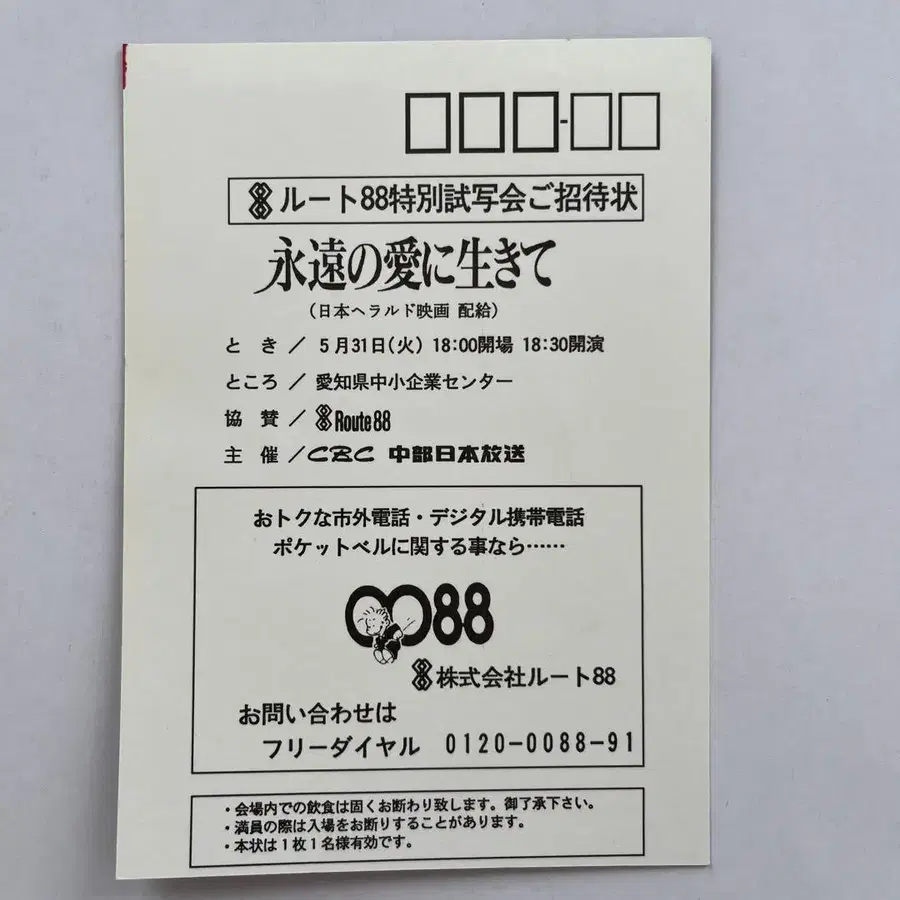 ルート88特別試写会ご招待状
永遠の愛に生きて
(日本ヘラルド映画 配給)
とき/5月31日(火) 18:00開場 18:30開演
ところ/愛知県中小企業センター
協賛/Route88
主催/CBC 中部日本放送
おトクな市外電話・デジタル携帯電話
ポケットベルに関する事なら……
0088
株式会社ルート88
お問い合わせは
フリーダイヤル 0120-0088-91
・会場内での飲食は固くお断わり致します。御了承下さい。
・満員の際は入場をお断りすることがあります。
・本状は1枚1名様有効です。